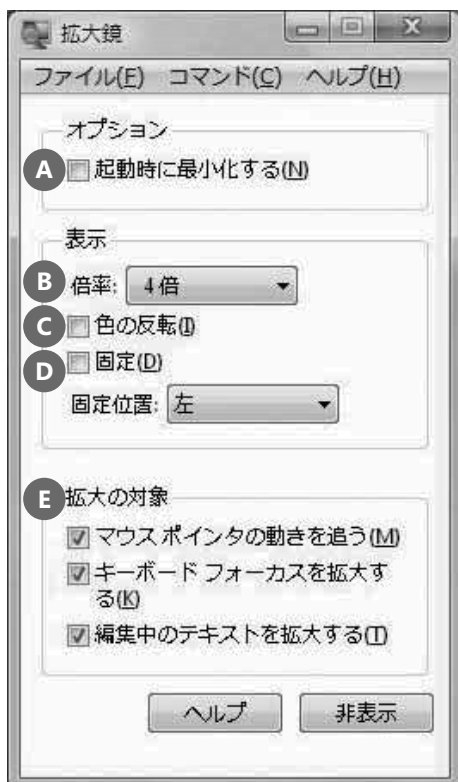 拡大鏡
ファイル(F) コマンド(C) ヘルプ(H)
オプション
A 起動時に最小化する(N)
表示
B 倍率: 4倍
C 色の反転(I)
D 固定(D)
固定位置: 左
E 拡大の対象
マウス ポインタの動きを追う(M)
キーボード フォーカスを拡大す
る(K)
編集中のテキストを拡大する(T)
ヘルプ 非表示